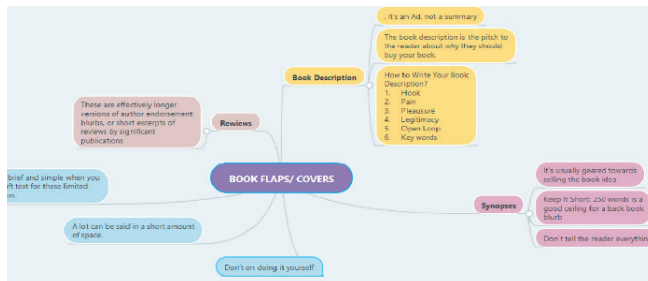 . It's an Ad, not a summary
The book description is the pitch to
the reader about why they should
buy your book.
Book Description
How to Write Your Book
Description?
1. Hook
2. Pain
3. Pleausure
4. Legitimacy
5. Open Loop
6. Key words
These are effectively longer
versions of author endorsement
blurbs, or short excerpts of
reviews by significant
publications
Rewiews
BOOK FLAPS/ COVERS
brief and simple when you
ft text for these limited
A lot can be said in a short amount
of space.
Don't en doing it yourself
Synopses
It's usually geared towards
selling the book idea
Keep It Short: 250 words is a
good ceiling for a back book
blurb
Don't tell the reader everythin